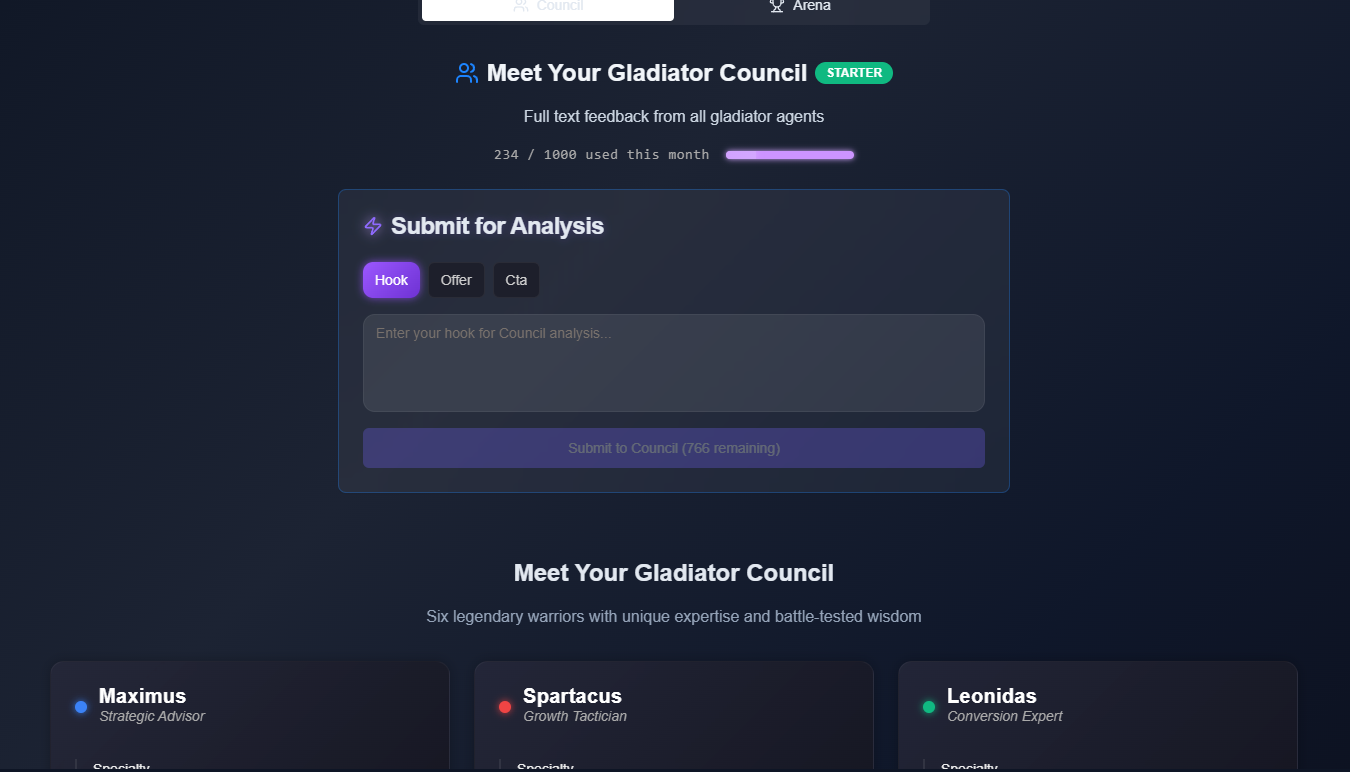 Council
Arena
Meet Your Gladiator Council STARTER
Full text feedback from all gladiator agents
234 / 1000 used this month
Submit for Analysis
Hook Offer Cta
Enter your hook for Council analysis...
Submit to Council (766 remaining)
Meet Your Gladiator Council
Six legendary warriors with unique expertise and battle-tested wisdom
Maximus
Strategic Advisor
Specialty
Spartacus
Growth Tactician
Specialty
Leonidas
Conversion Expert
Specialty